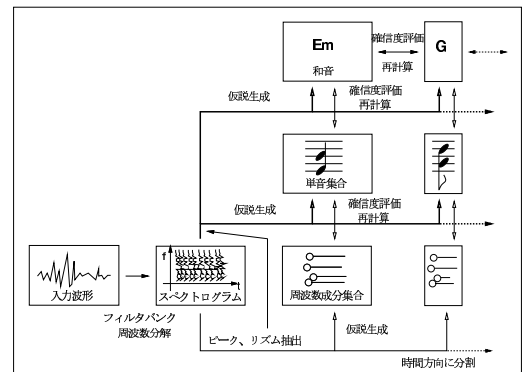 Em
和音
確信度評価
再計算
G
仮説生成
確信度評価
再計算
単音集合
仮説生成
確信度評価
再計算
入力波形
f
t
スペクトログラム
周波数成分集合
フィルタバンク
周波数分解
ピーク、リズム抽出
仮説生成
時間方向に分割